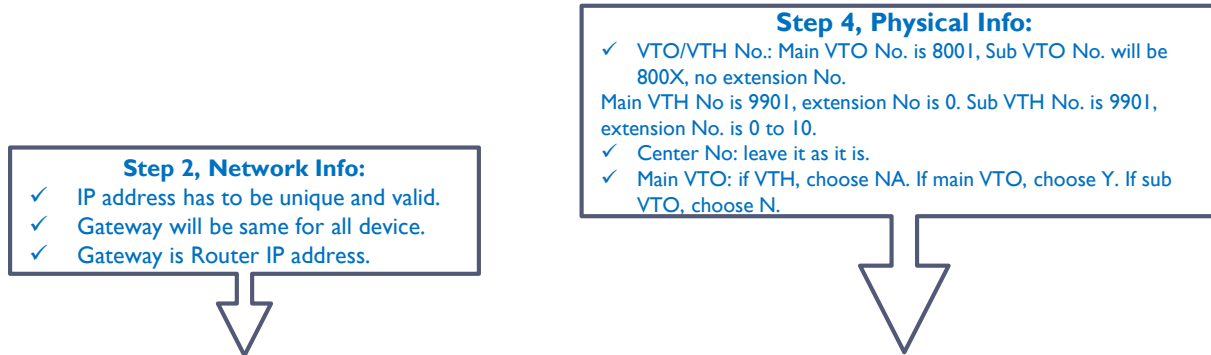 Step 2, Network Info:
✓ IP address has to be unique and valid.
✓ Gateway will be same for all device.
✓ Gateway is Router IP address.
Step 4, Physical Info:
✓ VTO/VTH No.: Main VTO No. is 8001, Sub VTO No. will be
800X, no extension No.
Main VTH No is 9901, extension No is 0. Sub VTH No. is 9901,
extension No. is 0 to 10.
✓ Center No: leave it as it is.
✓ Main VTO: if VTH, choose NA. If main VTO, choose Y. If sub
VTO, choose N.